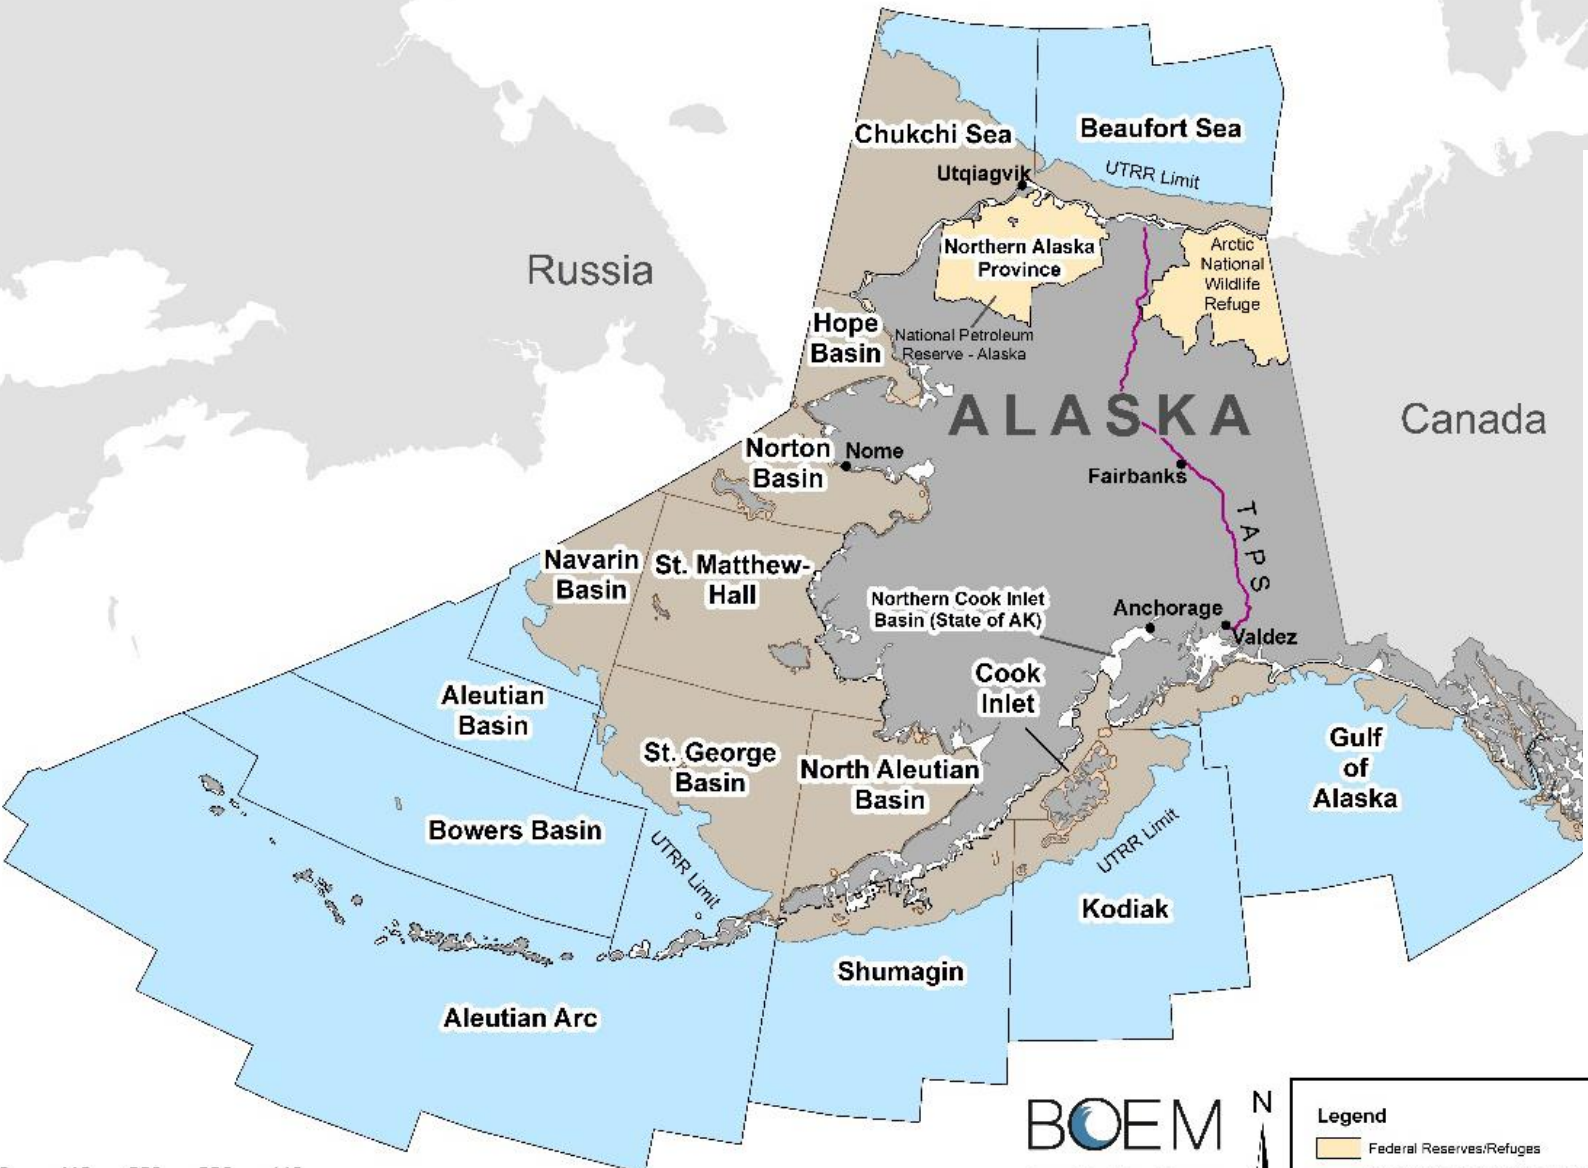 Chukchi Sea
Beaufort Sea
UTRR Limit
Utqiagvik
Northern Alaska
Province
Arctic
National
Wildlife
Refuge
Russia
Hope
Basin
National Petroleum
Reserve - Alaska
ALASKA
Canada
Norton
Basin
Nome
Fairbanks
TAPS
Navarin
Basin
St. Matthew-
Hall
Northern Cook Inlet
Basin (State of AK)
Anchorage
Valdez
Cook
Inlet
Aleutian
Basin
St. George
Basin
North Aleutian
Basin
Gulf
of
Alaska
Bowers Basin
UTRR Limit
UTRR Limit
Kodiak
Shumagin
Aleutian Arc
BOEM
N
Legend
Federal Reserves/Refuges